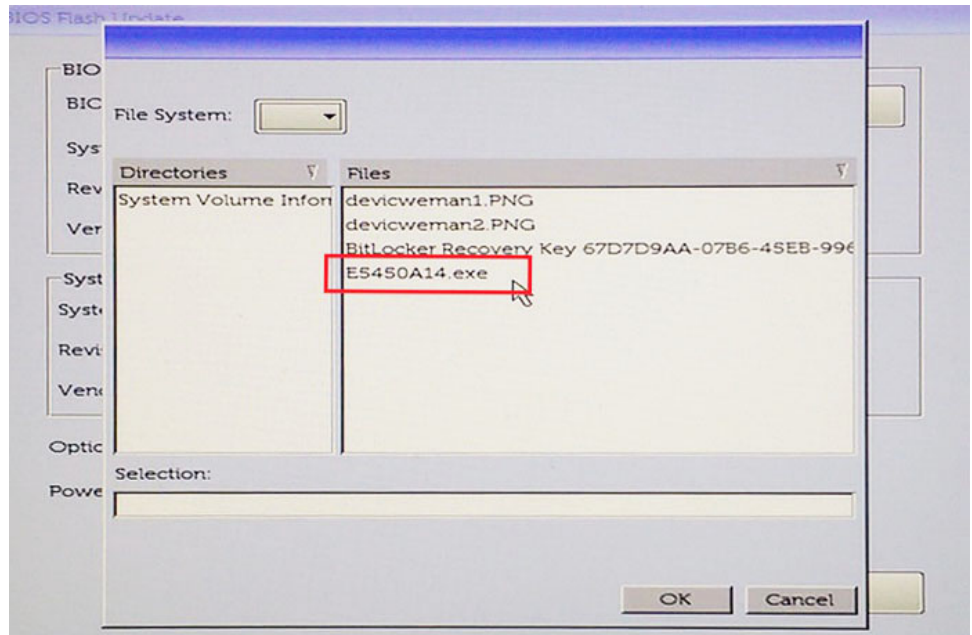 BIOS Flash Update
BIO
BIC
File System:
Sys
Directories
Files
Rev
System Volume Infor
devicweman1.PNG
Ver
devicweman2.PNG
BitLocker Recovery Key 67D7D9AA-07B6-45EB-996
Syst
E5450A14.exe
Syst
Revi
Vend
Optic
Selection:
Powe
OK
Cancel